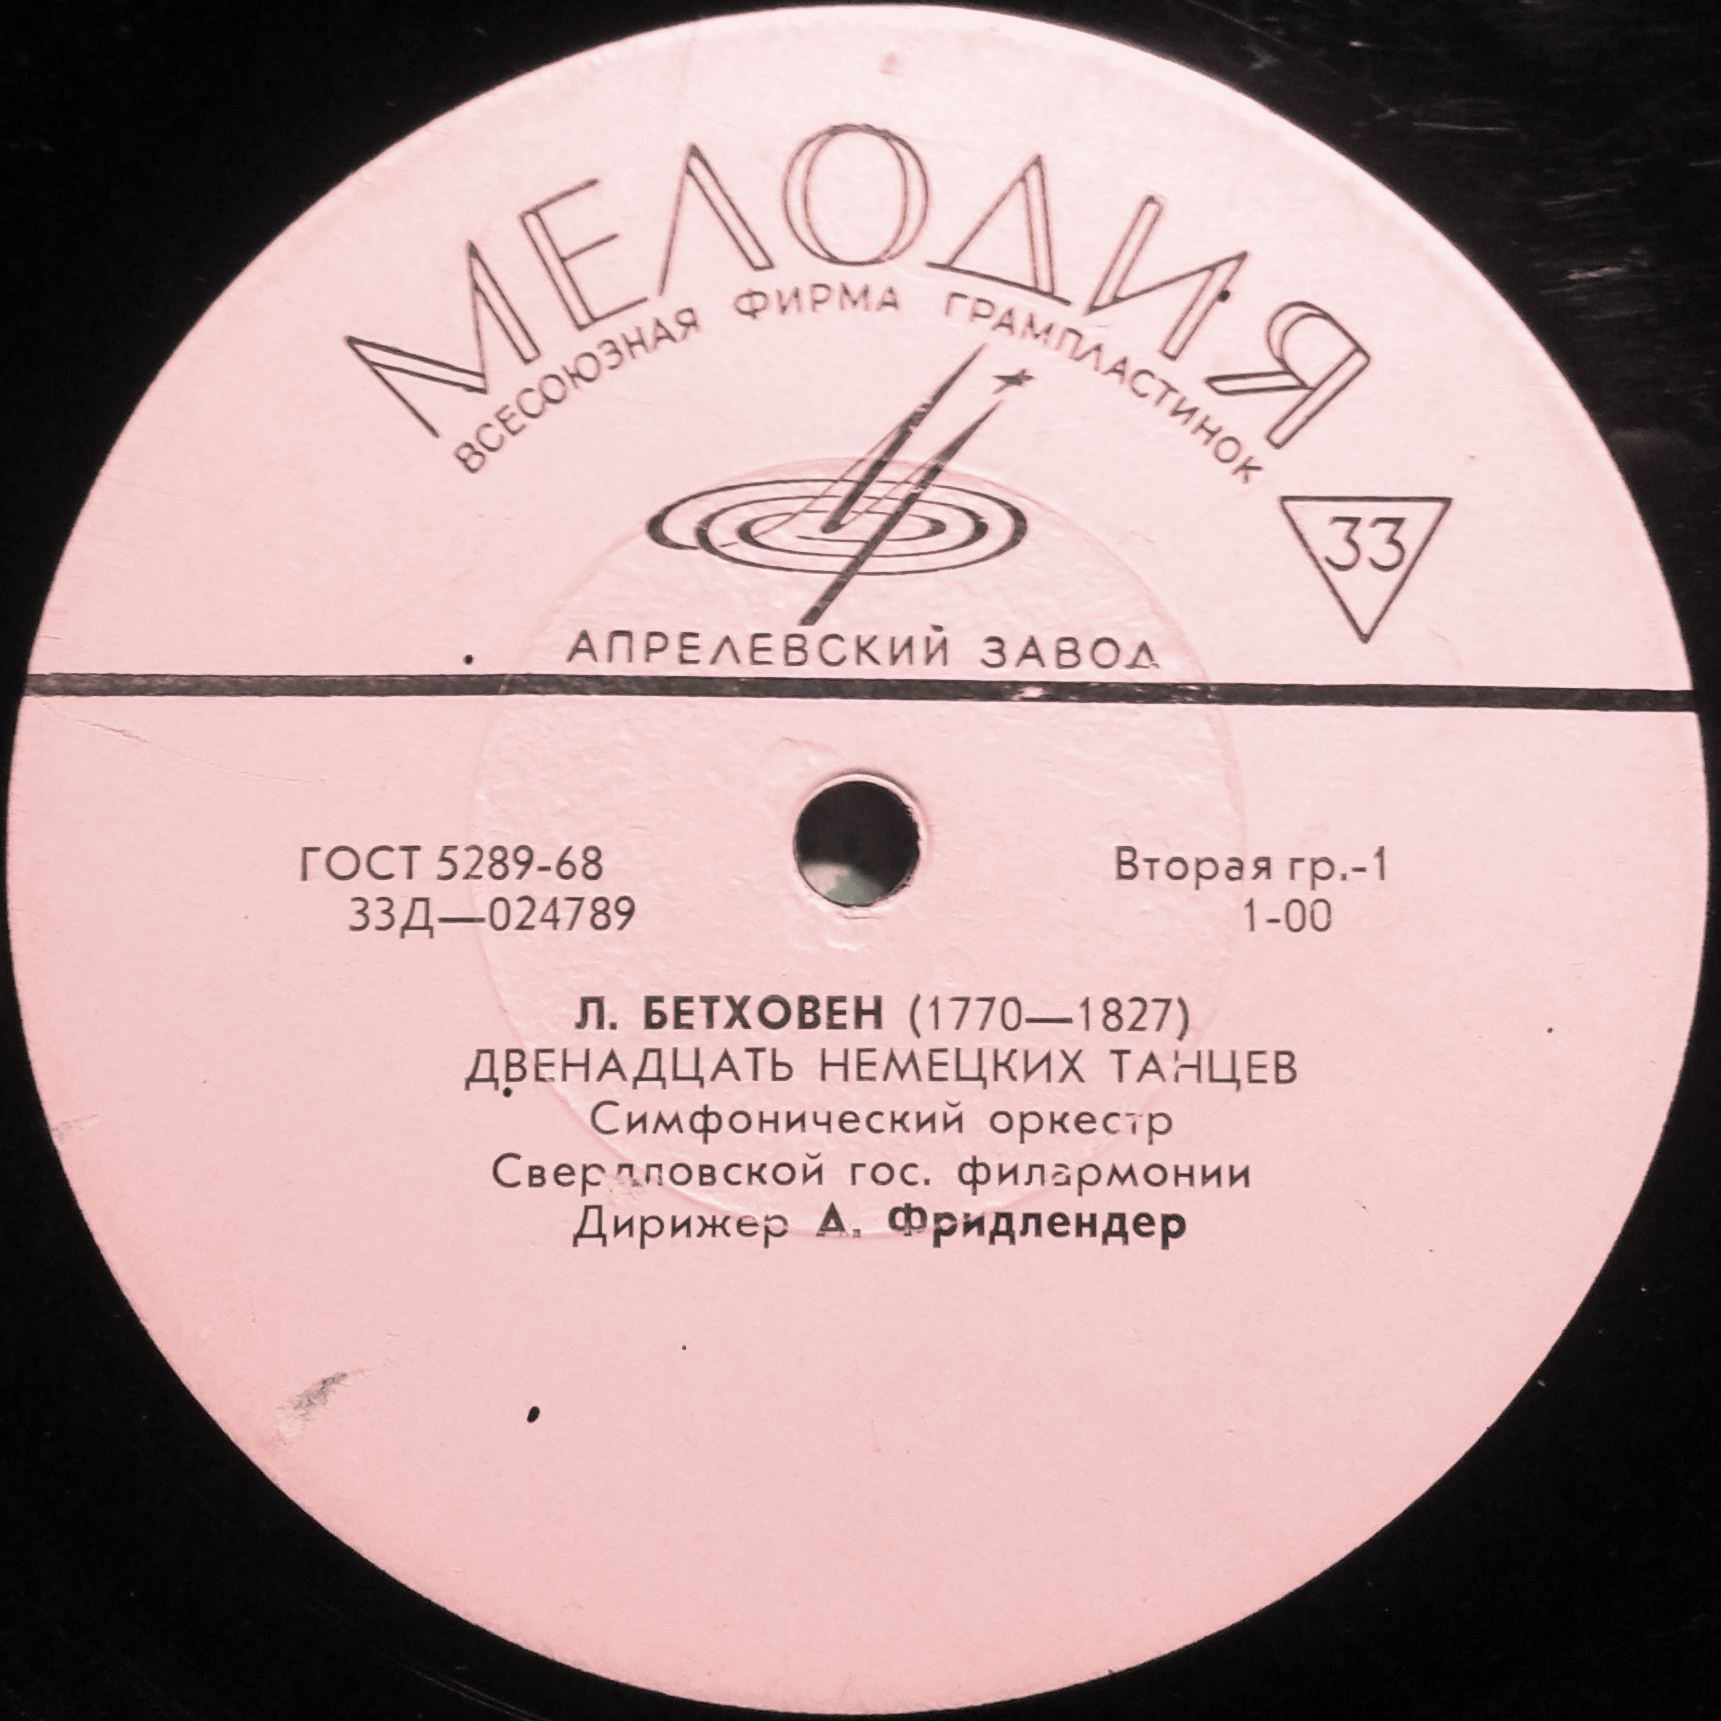 МЕЛОДИЯ
ВСЕСОЮЗНАЯ ФИРМА ГРАМПЛАСТИНОК
33
АПРЕЛЕВСКИЙ ЗАВОД
ГОСТ 5289-68
Вторая гр.-1
33Д—024789
1-00
Л. БЕТХОВЕН (1770—1827)
ДВЕНАДЦАТЬ НЕМЕЦКИХ ТАНЦЕВ
Симфонический оркестр
Свердловской гос. филармонии
Дирижер А. Фридлендер